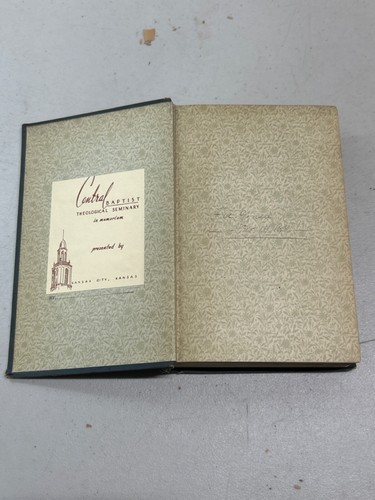 Central BAPTIST
THEOLOGICAL SEMINARY
in memoriam
presented by
KANSAS CITY, KANSAS